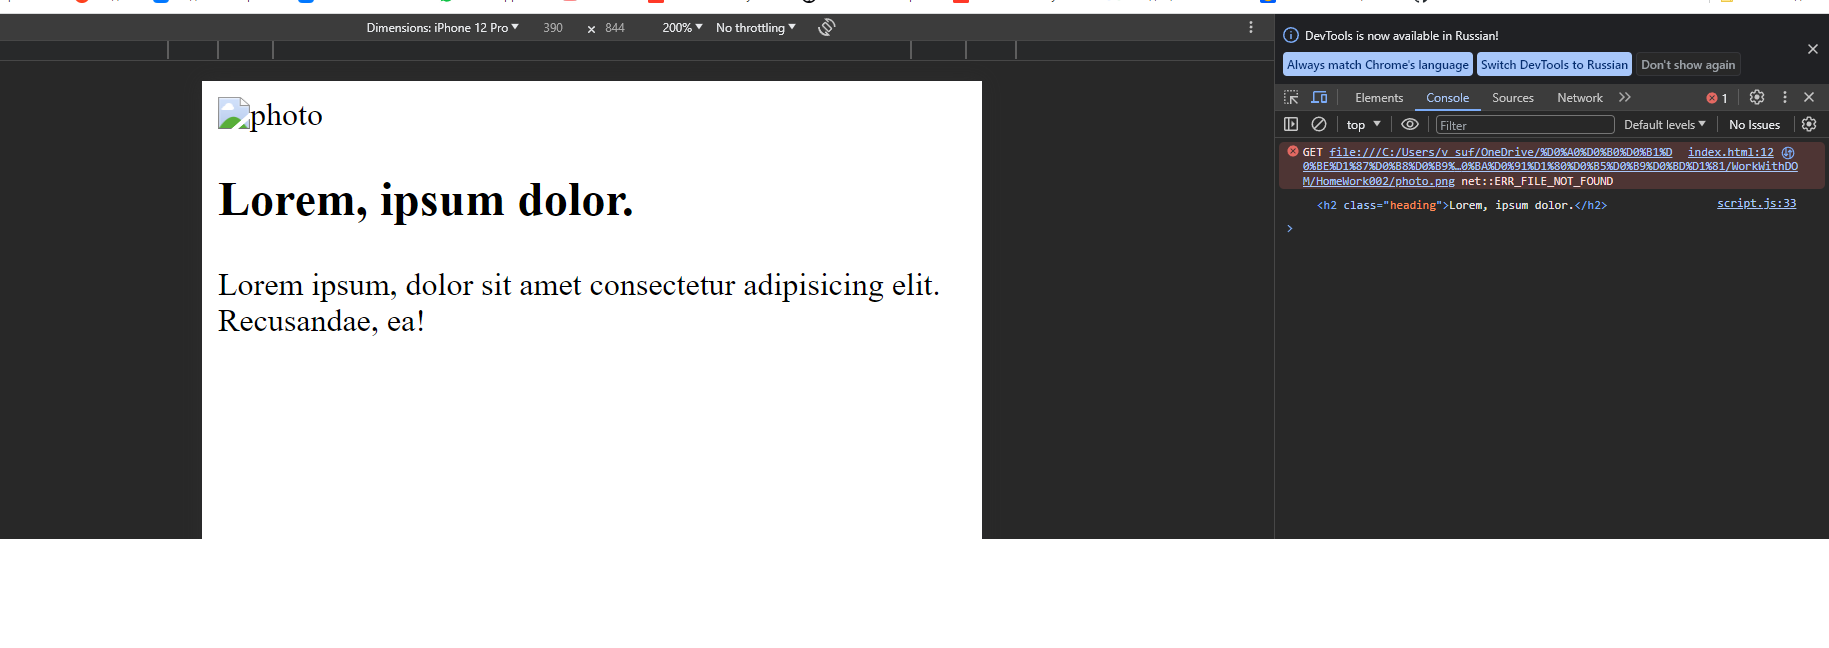 Dimensions: iPhone 12 Pro 390 × 844 200% No throttling
DevTools is now available in Russian!
Always match Chrome's language Switch DevTools to Russian Don't show again
Elements Console Sources Network 1
top Filter Default levels No Issues
GET file:///C:/Users/v_suf/OneDrive/%D0%A0%D0%B0%D0%B1%D index.html:12
0%BE%D1%87%D0%B8%D0%B9%…0%BA%D0%91%D1%80%D0%B5%D0%B9%D0%BD%D1%81/WorkWithDO
M/HomeWork002/photo.png net::ERR_FILE_NOT_FOUND
<h2 class="heading">Lorem, ipsum dolor.</h2> script.js:33
photo
Lorem, ipsum dolor.
Lorem ipsum, dolor sit amet consectetur adipisicing elit.
Recusandae, ea!